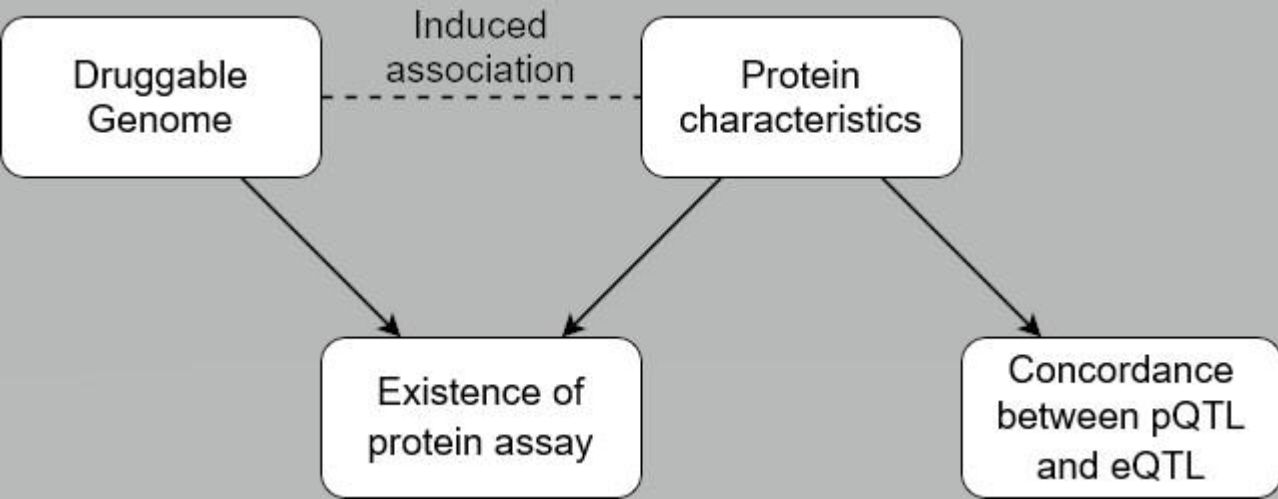 Druggable
Genome
Induced
association
Protein
characteristics
Existence of
protein assay
Concordance
between pQTL
and eQTL